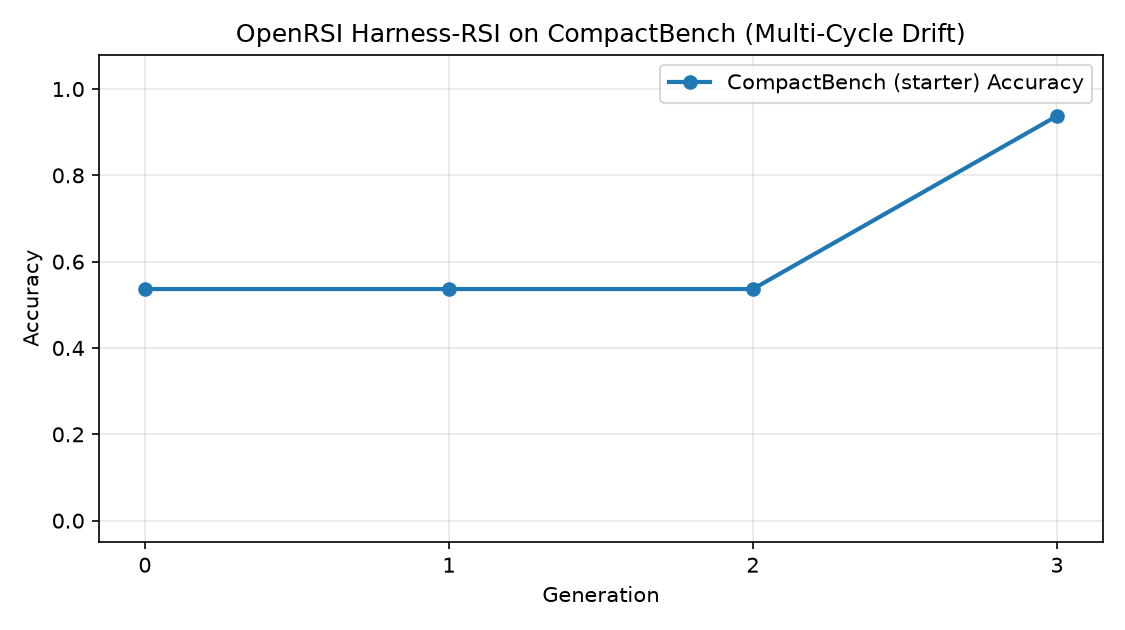 OpenRSI Harness-RSI on CompactBench (Multi-Cycle Drift)
CompactBench (starter) Accuracy
1.0
0.8
0.6
0.4
0.2
0.0
Accuracy
0 1 2 3
Generation